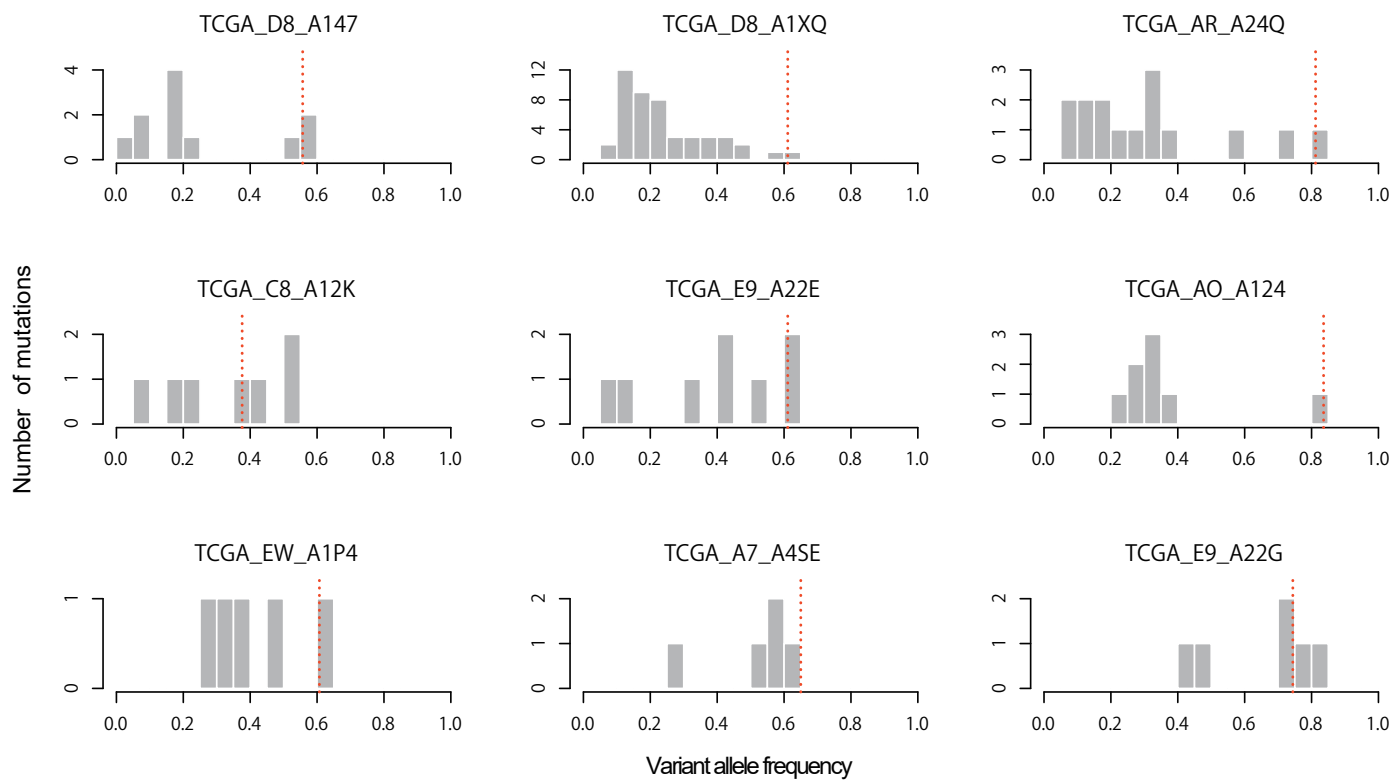 TCGA_D8_A147 TCGA_D8_A1XQ TCGA_AR_A24Q
4 12 3
8 2
2 4 1
0 0 0
0.0 0.2 0.4 0.6 0.8 1.0 0.0 0.2 0.4 0.6 0.8 1.0 0.0 0.2 0.4 0.6 0.8 1.0
Number of mutations
TCGA_C8_A12K TCGA_E9_A22E TCGA_AO_A124
2 2 3
2
1 1 1
0 0 0
0.0 0.2 0.4 0.6 0.8 1.0 0.0 0.2 0.4 0.6 0.8 1.0 0.0 0.2 0.4 0.6 0.8 1.0
TCGA_EW_A1P4 TCGA_A7_A4SE TCGA_E9_A22G
1 2 2
1 1
0 0 0
0.0 0.2 0.4 0.6 0.8 1.0 0.0 0.2 0.4 0.6 0.8 1.0 0.0 0.2 0.4 0.6 0.8 1.0
Variant allele frequency